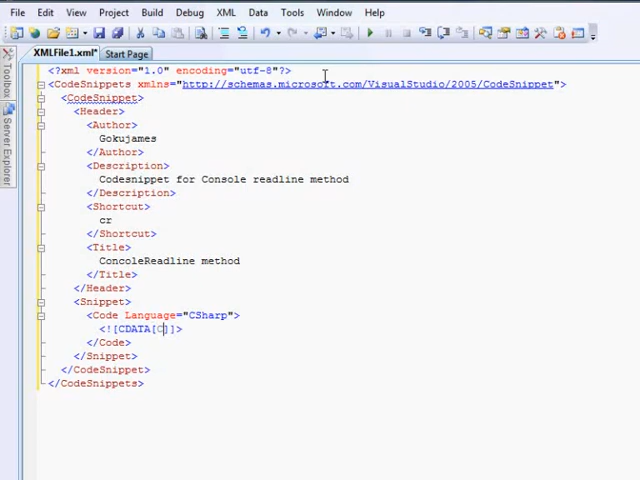 File Edit View Project Build Debug XML Data Tools Window Help
XMLFile1.xml* Start Page
Toolbox
Server Explorer
<?xml version="1.0" encoding="utf-8"?>
<CodeSnippets xmlns="http://schemas.microsoft.com/VisualStudio/2005/CodeSnippet">
<CodeSnippet>
<Header>
<Author>
Gokujames
</Author>
<Description>
Codesnippet for Console readline method
</Description>
<Shortcut>
cr
</Shortcut>
<Title>
ConcoleReadline method
</Title>
</Header>
<Snippet>
<Code Language="CSharp">
<![CDATA[C]]>
</Code>
</Snippet>
</CodeSnippet>
</CodeSnippets>